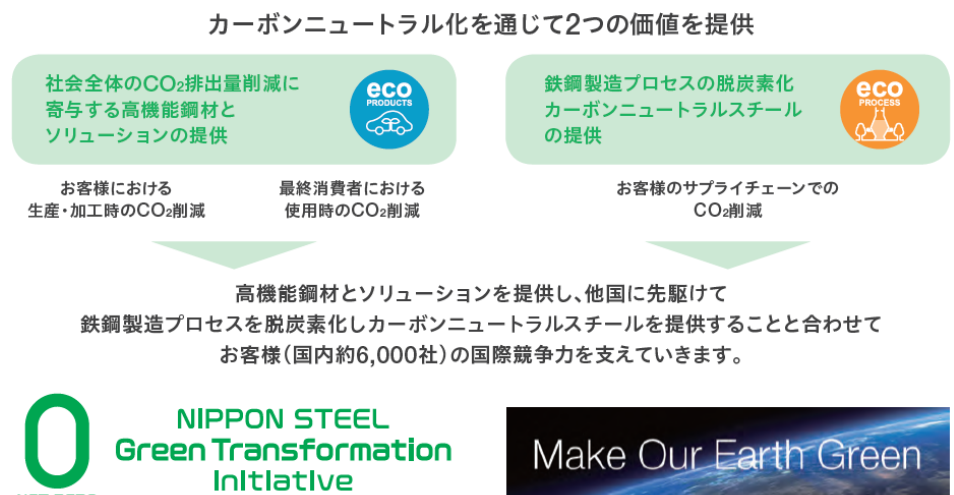 カーボンニュートラル化を通じて2つの価値を提供
社会全体のCO₂排出量削減に
寄与する高機能鋼材と
ソリューションの提供
eco
PRODUCTS
鉄鋼製造プロセスの脱炭素化
カーボンニュートラルスチール
の提供
eco
PROCESS
お客様における
生産・加工時のCO₂削減
最終消費者における
使用時のCO₂削減
お客様のサプライチェーンでの
CO₂削減
高機能鋼材とソリューションを提供し、他国に先駆けて
鉄鋼製造プロセスを脱炭素化しカーボンニュートラルスチールを提供することと合わせて
お客様（国内約6,000社）の国際競争力を支えていきます。
NIPPON STEEL
Green Transformation
initiative
Make Our Earth Green